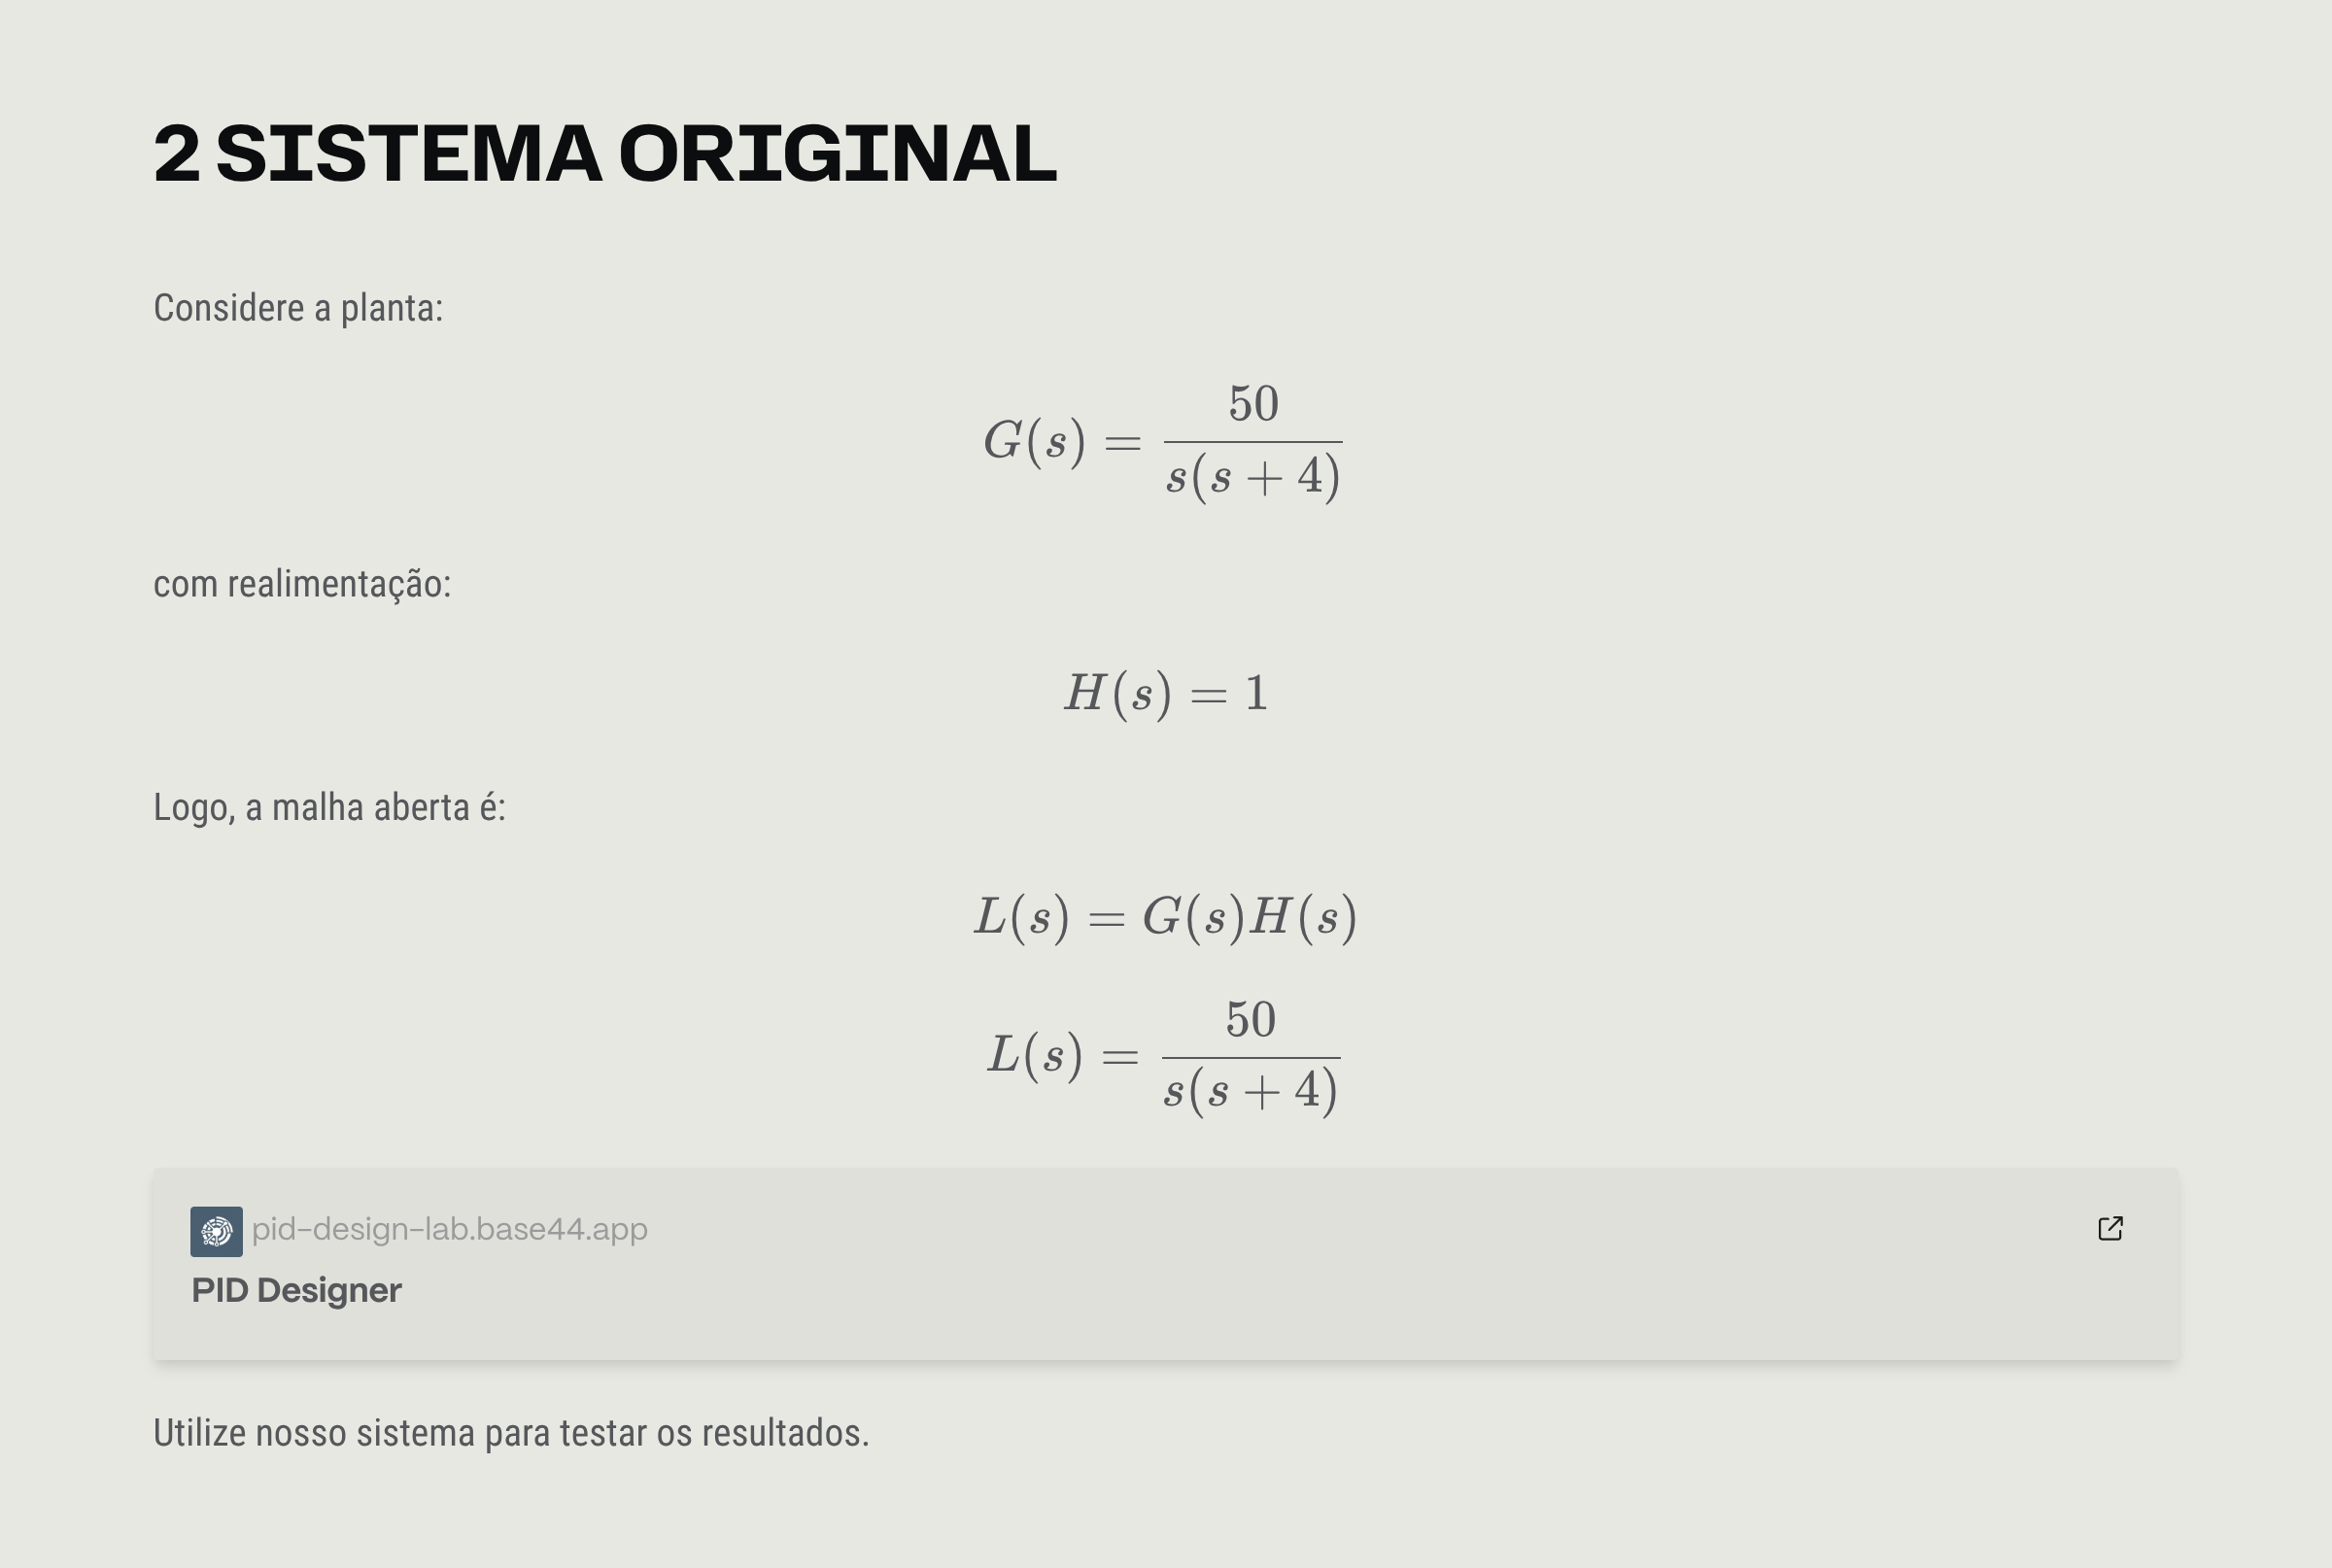 2 SISTEMA ORIGINAL
Considere a planta:
G(s) = 50 / s(s + 4)
com realimentação:
H(s) = 1
Logo, a malha aberta é:
L(s) = G(s)H(s)
L(s) = 50 / s(s + 4)
pid-design-lab.base44.app
PID Designer
Utilize nosso sistema para testar os resultados.